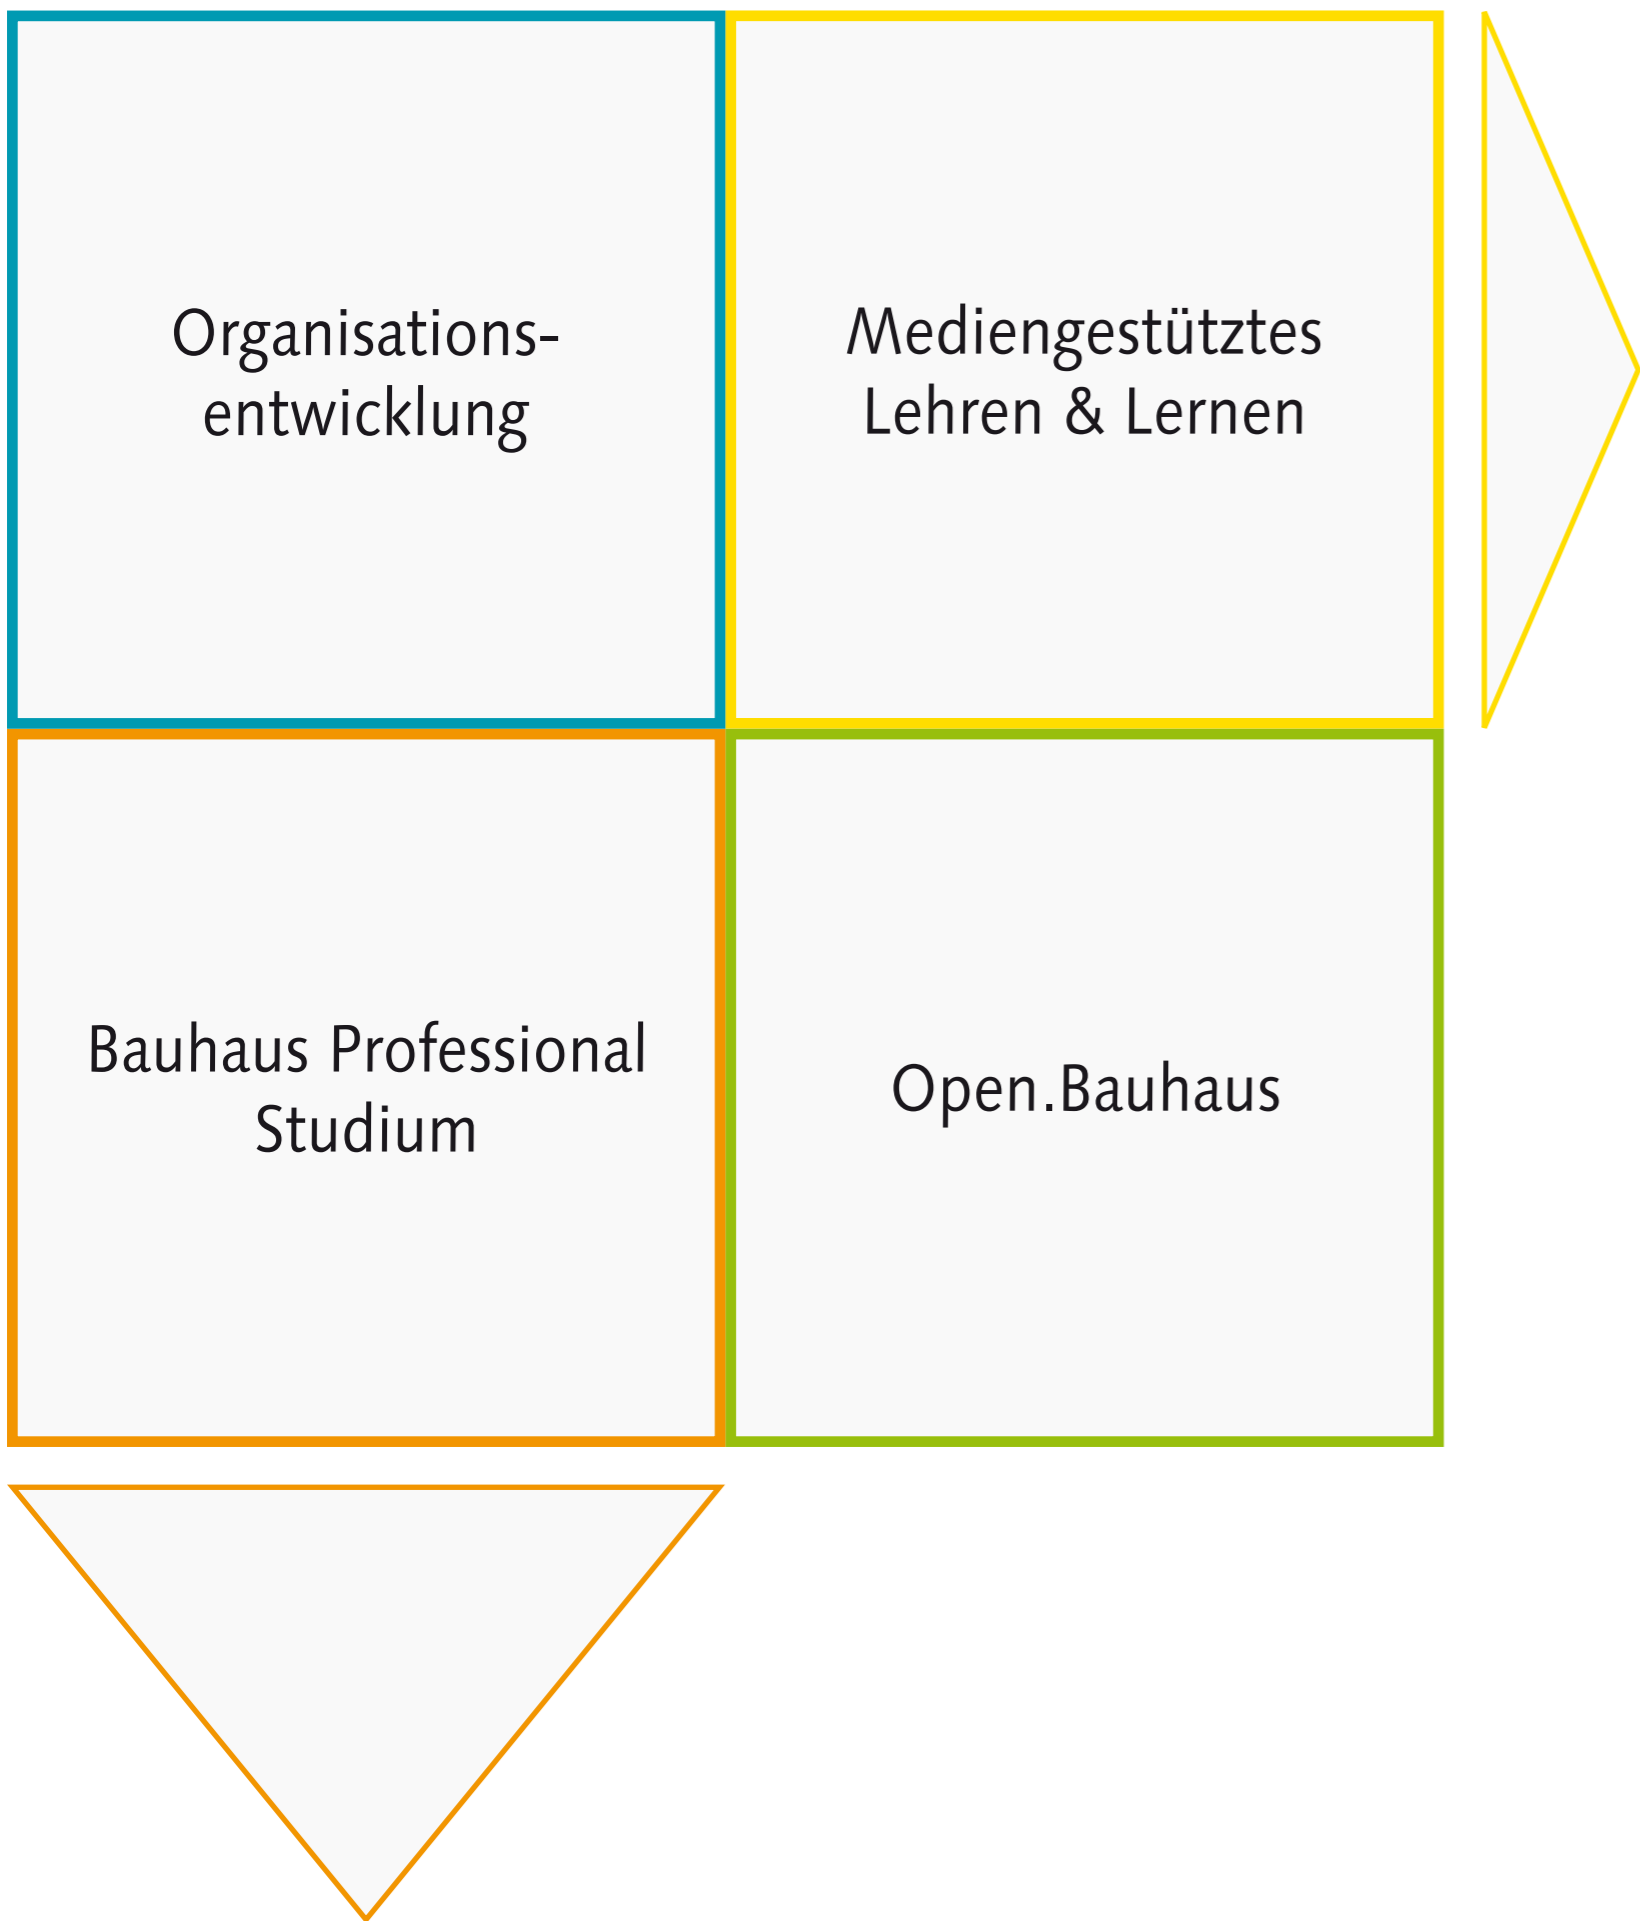 Organisations-
entwicklung
Mediengestütztes
Lehren & Lernen
Bauhaus Professional
Studium
Open.Bauhaus